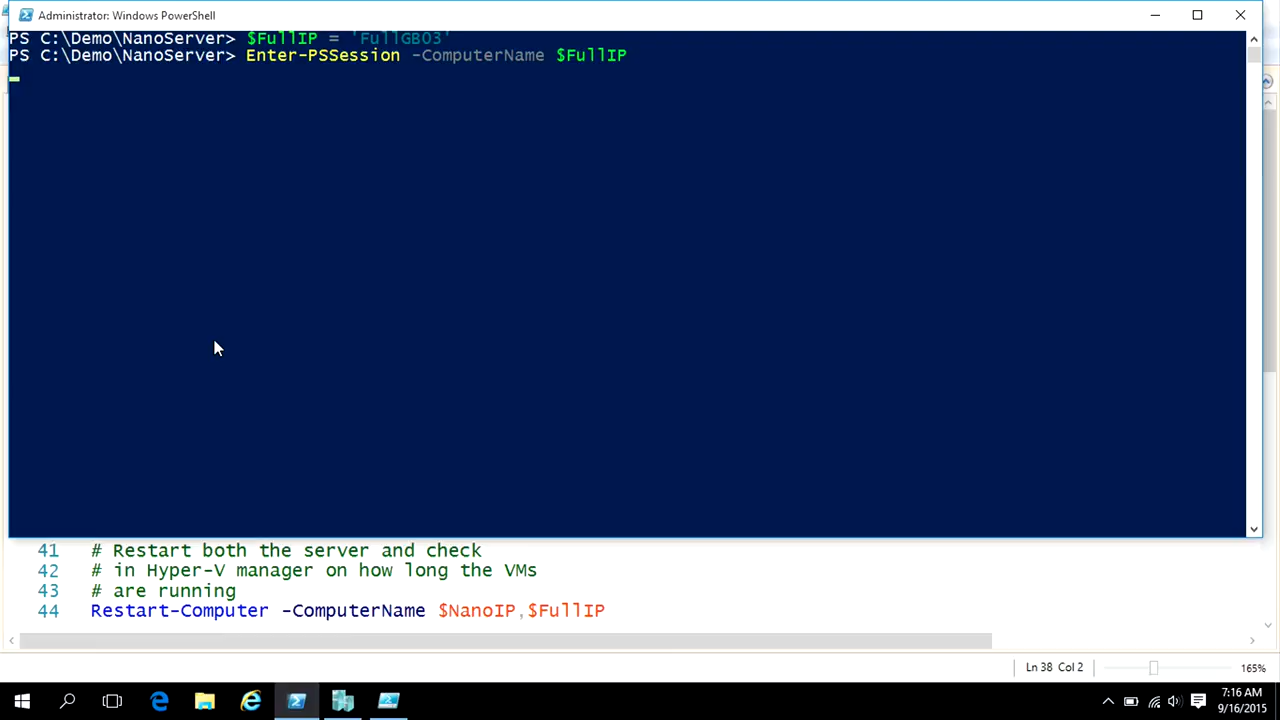 Administrator: Windows PowerShell
PS C:\Demo\NanoServer> $FullIP = 'FullGB03'
PS C:\Demo\NanoServer> Enter-PSSession -ComputerName $FullIP
41 # Restart both the server and check
42 # in Hyper-V manager on how long the VMs
43 # are running
44 Restart-Computer -ComputerName $NanoIP,$FullIP
Ln 38 Col 2 165%
7:16 AM
9/16/2015